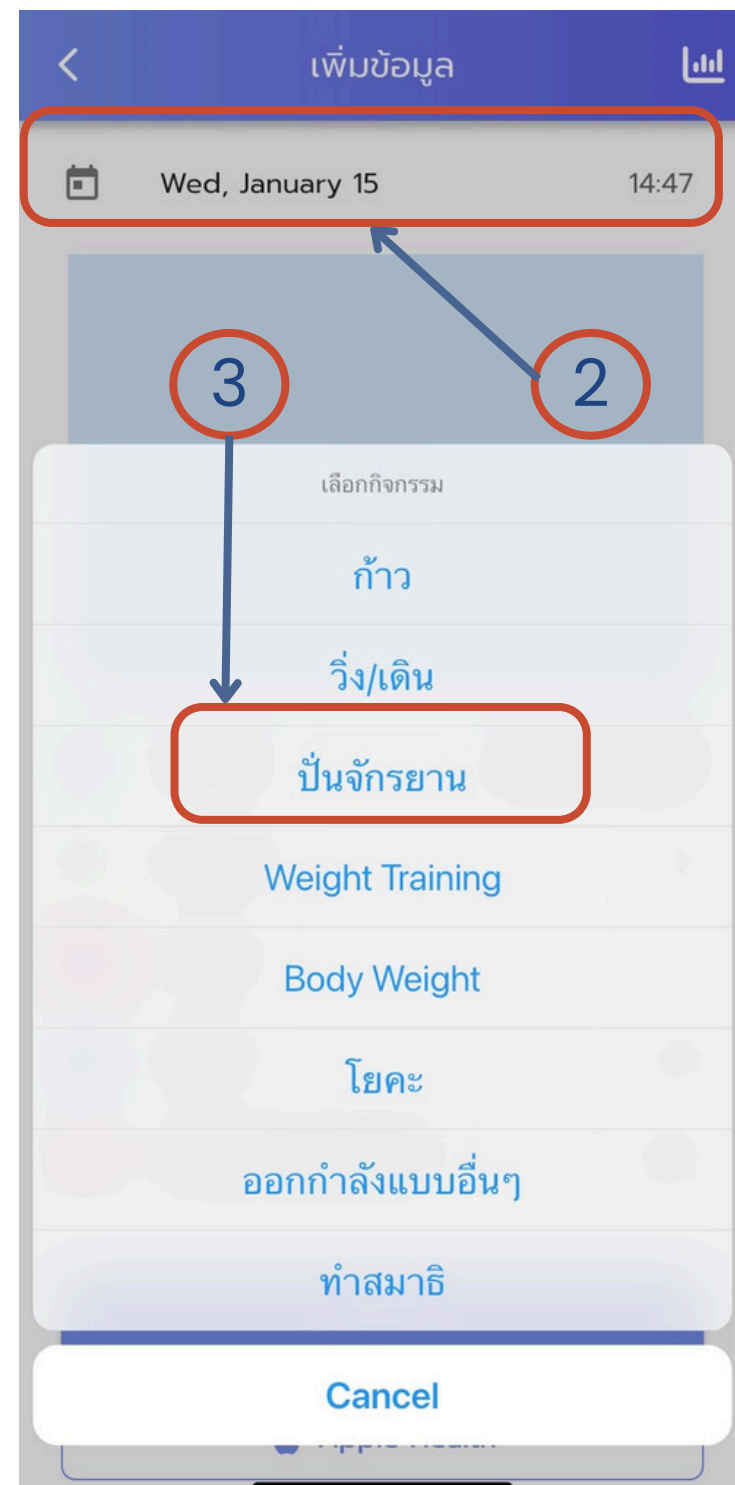 เพิ่มข้อมูล
Wed, January 15 14:47
3 2
เลือกกิจกรรม
ก้าว
วิ่ง/เดิน
ปั่นจักรยาน
Weight Training
Body Weight
โยคะ
ออกกำลังแบบอื่นๆ
ทำสมาธิ
Cancel